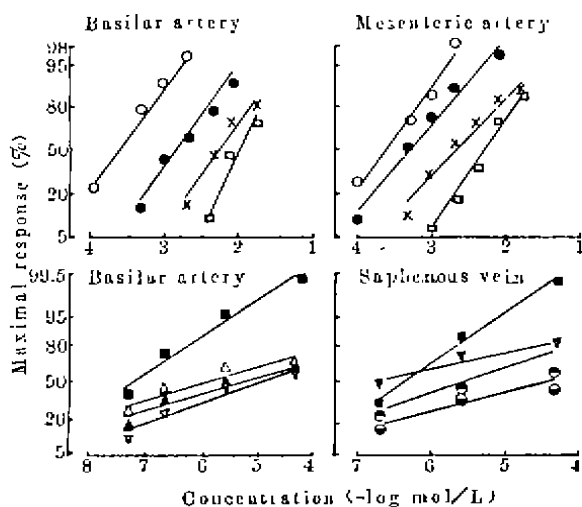 Basilar artery Mesenteric artery
98
95
80
50
20
5
4 3 2 1 4 3 2 1
Maximal response (%)
Basilar artery Saphenous vein
99.5
95
80
50
20
5
8 7 6 5 4 7 6 5 4
Concentration (-log mol/L)